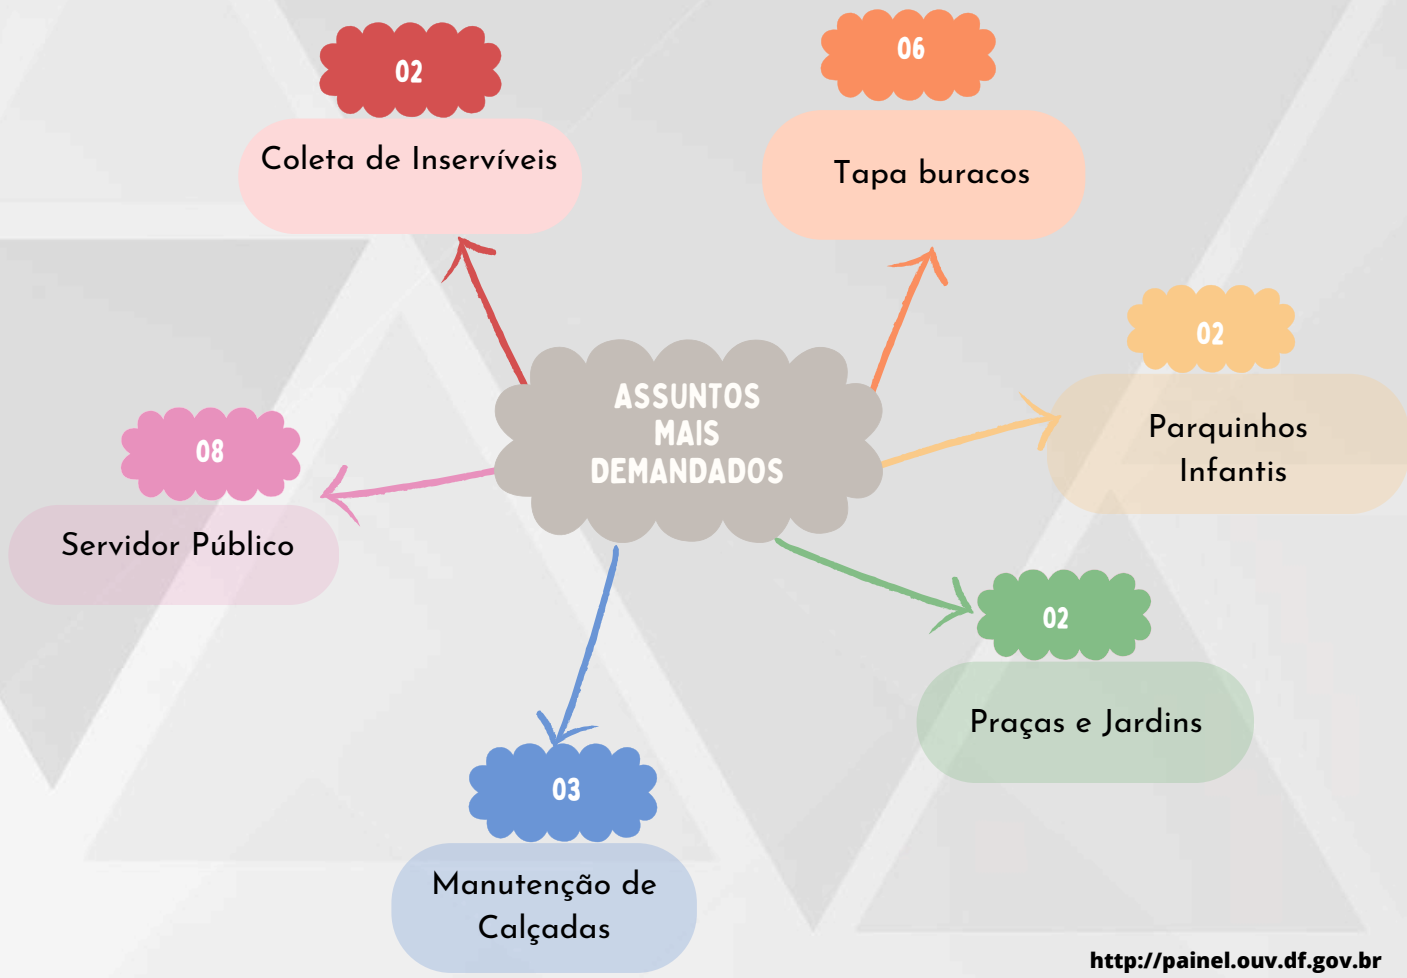 02
Coleta de Inservíveis
06
Tapa buracos
02
Parquinhos
Infantis
ASSUNTOS
MAIS
DEMANDADOS
08
Servidor Público
02
Praças e Jardins
03
Manutenção de
Calçadas
http://painel.ouv.df.gov.br